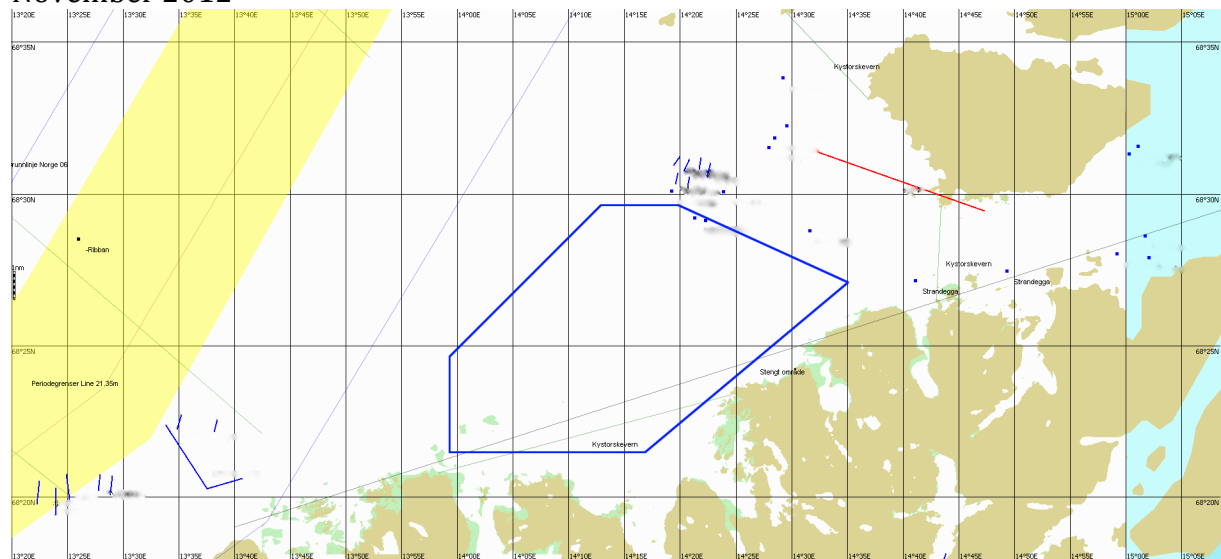 November 2012
13°20E 13°25E 13°30E 13°35E 13°40E 13°50E 13°55E 14°00E 14°05E 14°10E 14°15E 14°20E 14°25E 14°30E 14°35E 14°40E 14°45E 14°50E 14°55E 15°00E 15°05E
68°35N 68°35N
Kystorskevern
runnlinje Norge 06
68°30N 68°30N
-Ribban
Kystorskevern
1nm
Strandegga
Strandegga
68°25N 68°25N
Stengt område
Periodegrenser Line 21.35m
Kystorskevern
68°20N 68°20N
13°20E 13°25E 13°30E 13°35E 13°40E 13°50E 13°55E 14°00E 14°05E 14°10E 14°15E 14°20E 14°25E 14°30E 14°35E 14°40E 14°45E 14°50E 14°55E 15°00E 15°05E